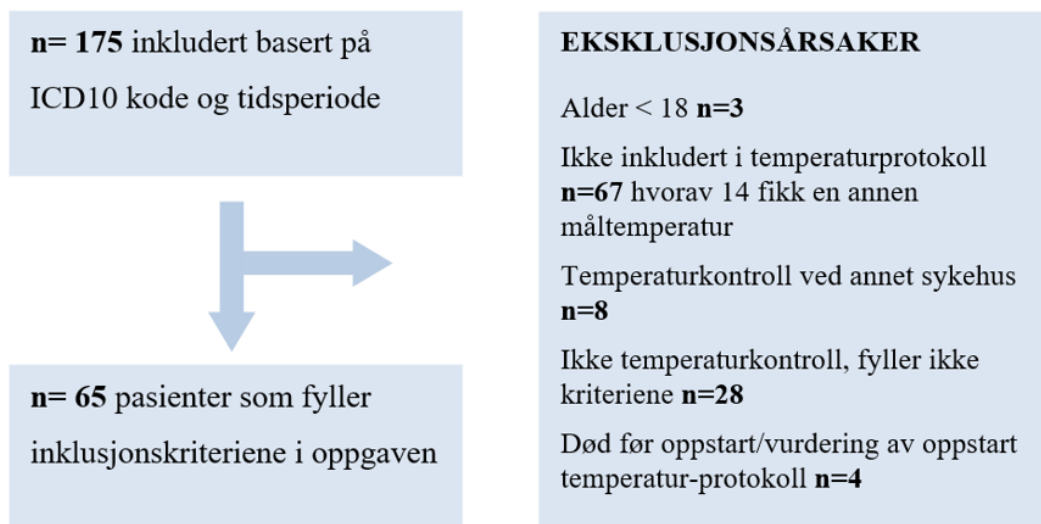 n= 175 inkludert basert på
ICD10 kode og tidsperiode
n= 65 pasienter som fyller
inklusjonskriteriene i oppgaven
EKSKLUSJONSÅRSAKER
Alder < 18 n=3
Ikke inkludert i temperaturprotokoll
n=67 hvorav 14 fikk en annen
måltemperatur
Temperaturkontroll ved annet sykehus
n=8
Ikke temperaturkontroll, fyller ikke
kriteriene n=28
Død før oppstart/vurdering av oppstart
temperatur-protokoll n=4